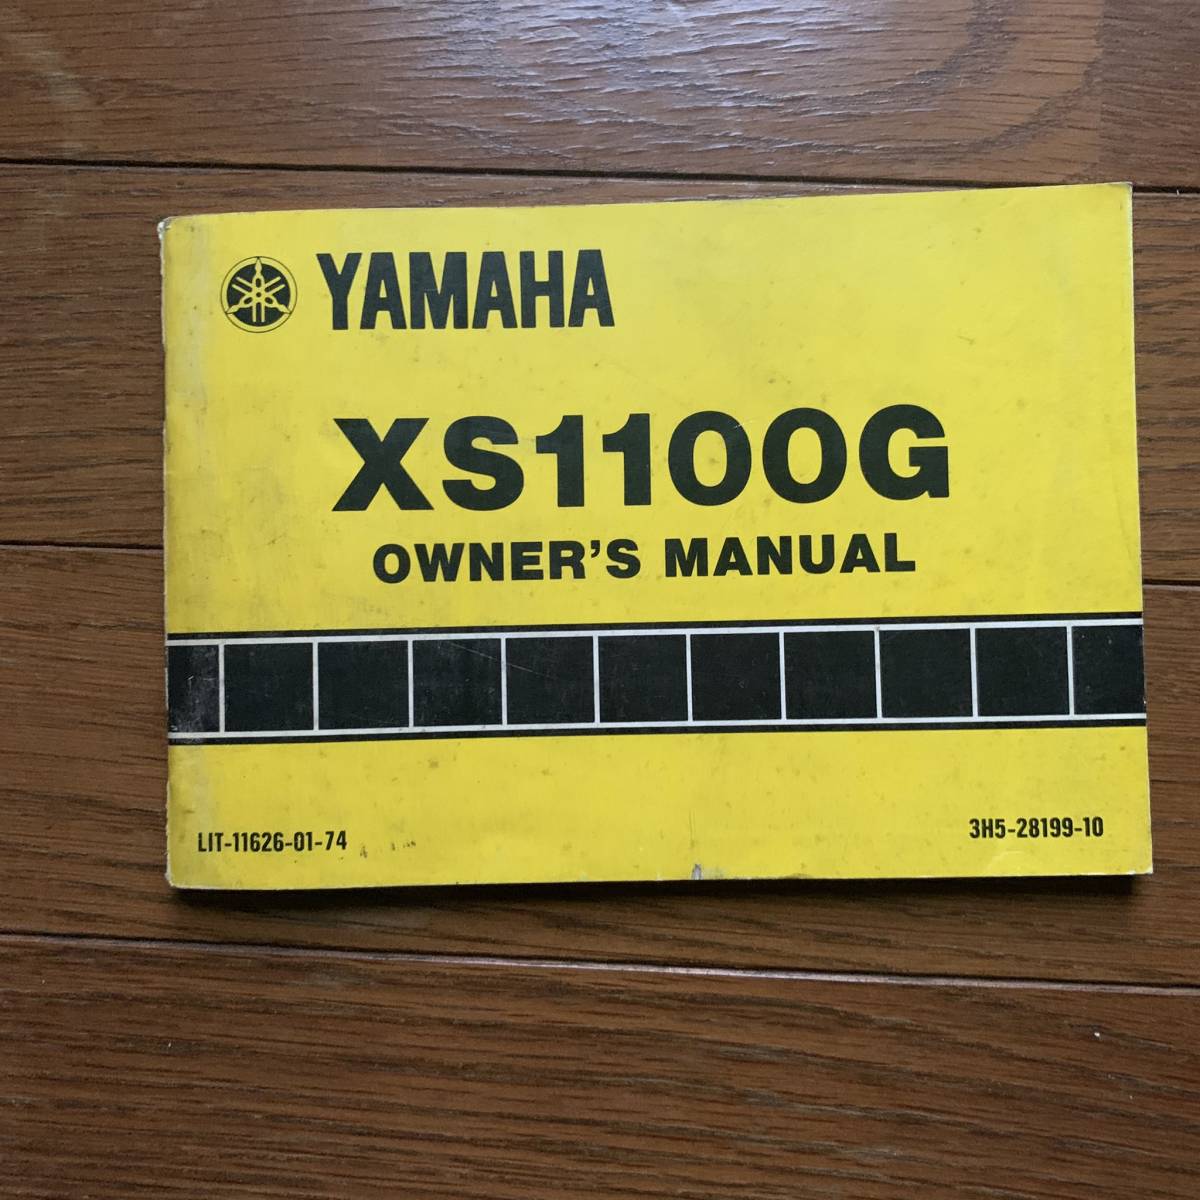 YAMAHA
XS1100G
OWNER'S MANUAL
LIT-11626-01-74
3H5-28199-10